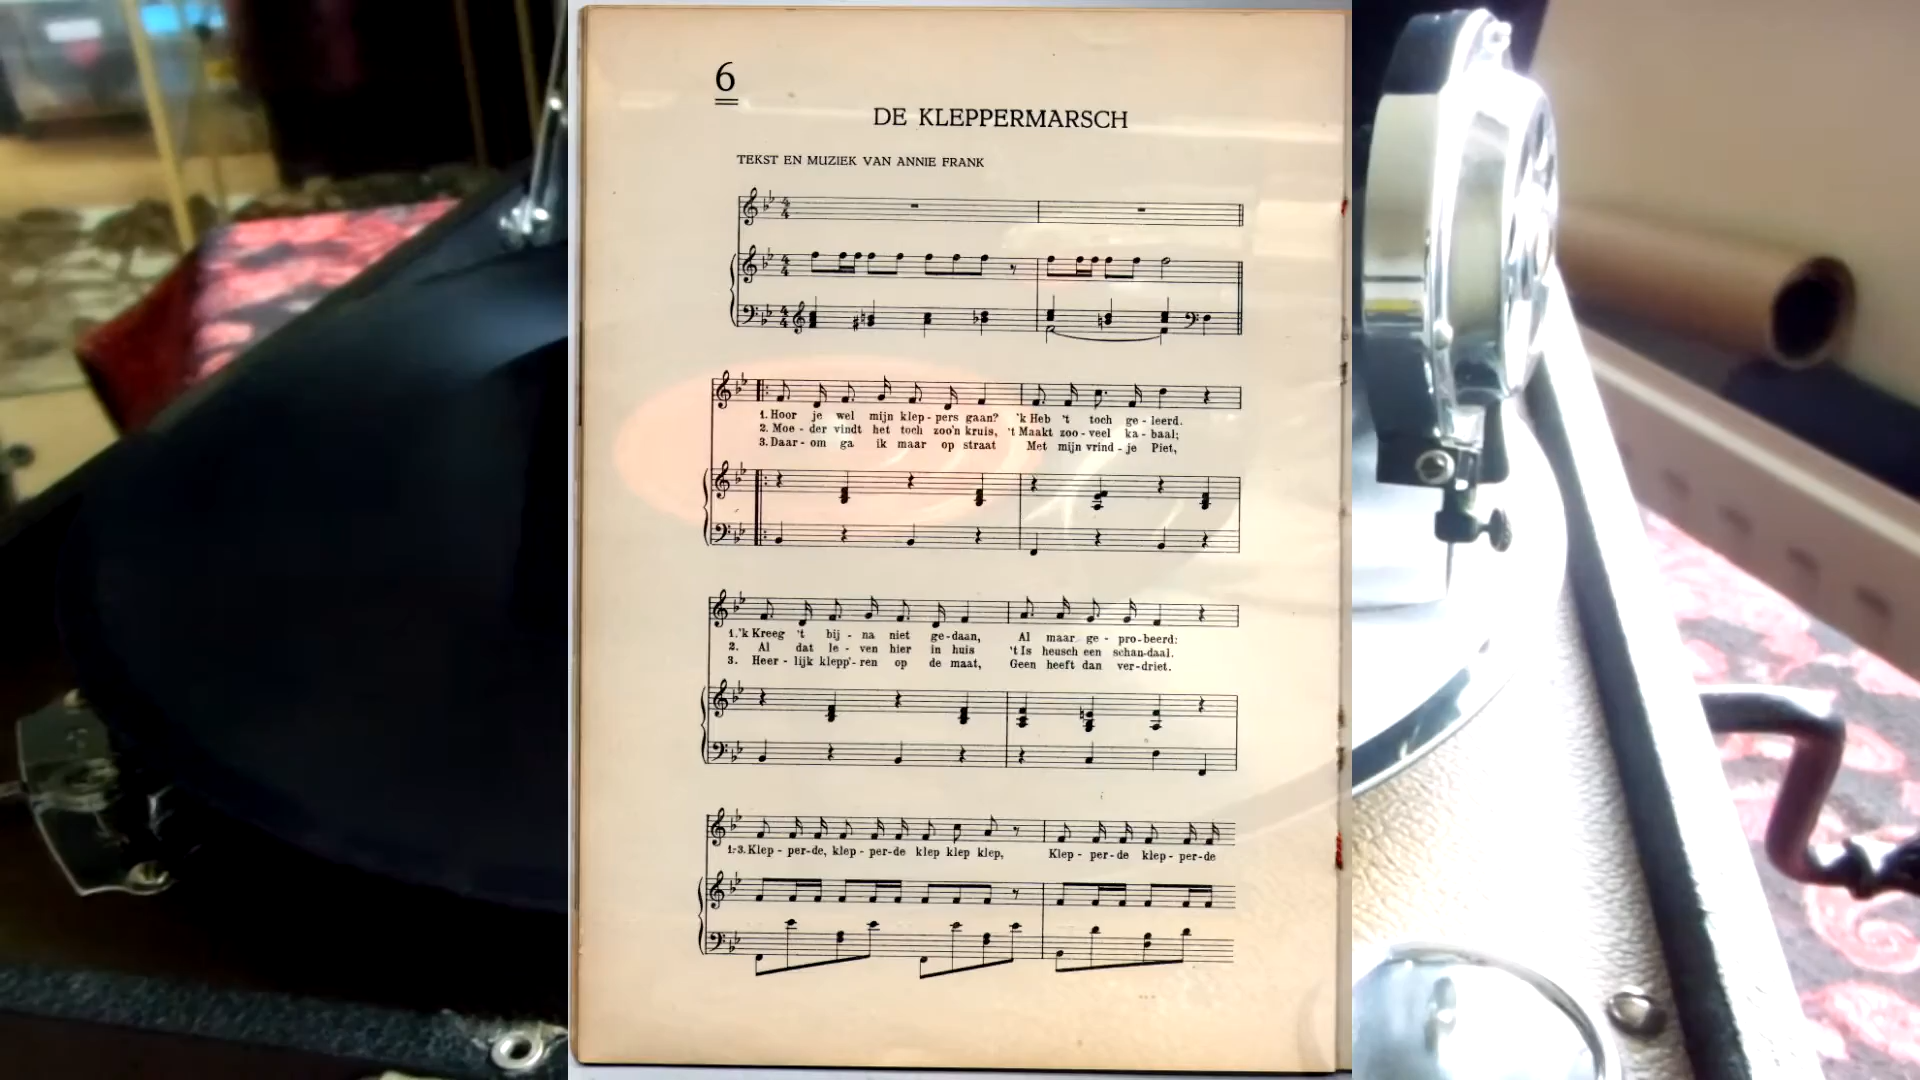 6
DE KLEPPERMARSCH
TEKST EN MUZIEK VAN ANNIE FRANK
1. Hoor je wel mijn klep - pers gaan? 'k Heb 't toch ge - leerd.
2. Moe - der vindt het toch zoo'n kruis, 't Maakt zoo - veel ka - baal;
3. Daar - om ga ik maar op straat Met mijn vrind - je Piet,
1. 'k Kreeg 't bij - na niet ge - daan, Al maar ge - pro - beerd:
2. Al dat le - ven hier in huis 't Is heusch een schan - daal.
3. Heer - lijk klepp' - ren op de maat, Geen heeft dan ver - driet.
1.-3. Klep - per - de, klep - per - de klep klep klep, Klep - per - de klep - per - de